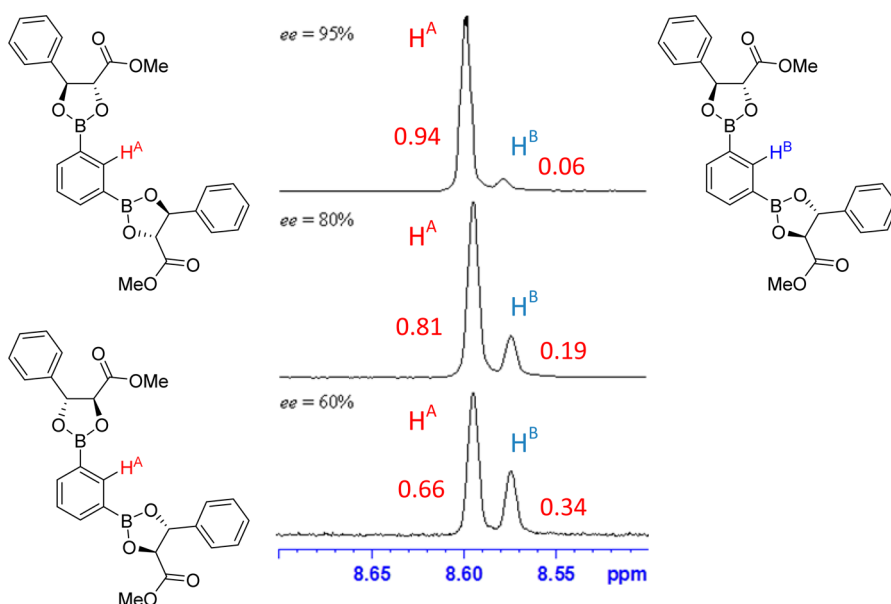 O
OMe
O
O
B
H^A
B
O
O
MeO
O
O
OMe
O
O
B
H^A
B
O
O
O
MeO
ee = 95%
H^A
0.94
H^B
0.06
ee = 80%
H^A
H^B
0.81
0.19
ee = 60%
H^A
H^B
0.66
0.34
8.65 8.60 8.55 ppm
O
OMe
O
O
B
H^B
B
O
O
O
MeO